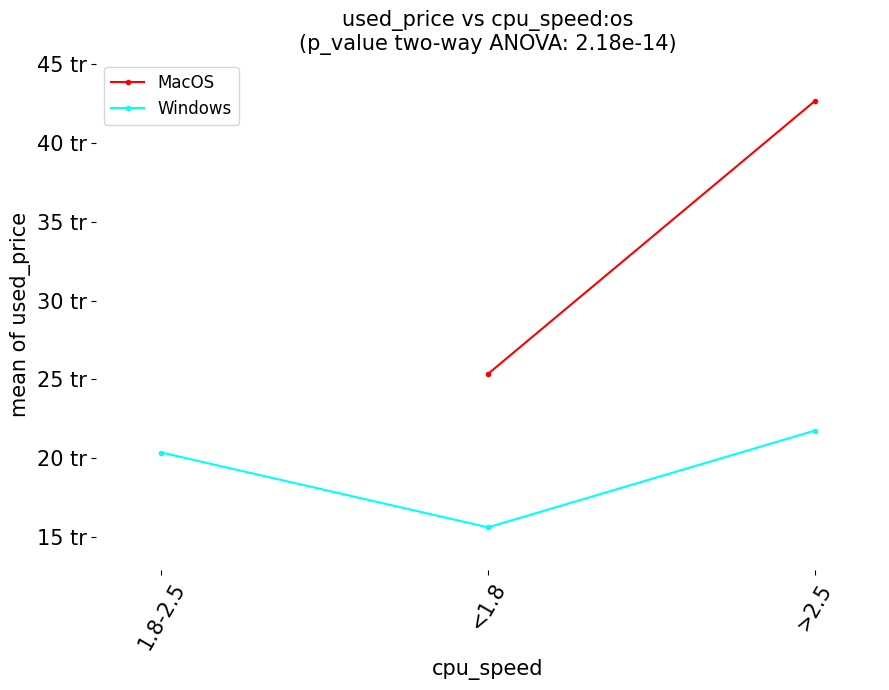 used_price vs cpu_speed:os
(p_value two-way ANOVA: 2.18e-14)
MacOS
Windows
45 tr
40 tr
35 tr
30 tr
25 tr
20 tr
15 tr
mean of used_price
1.8-2.5
<1.8
>2.5
cpu_speed